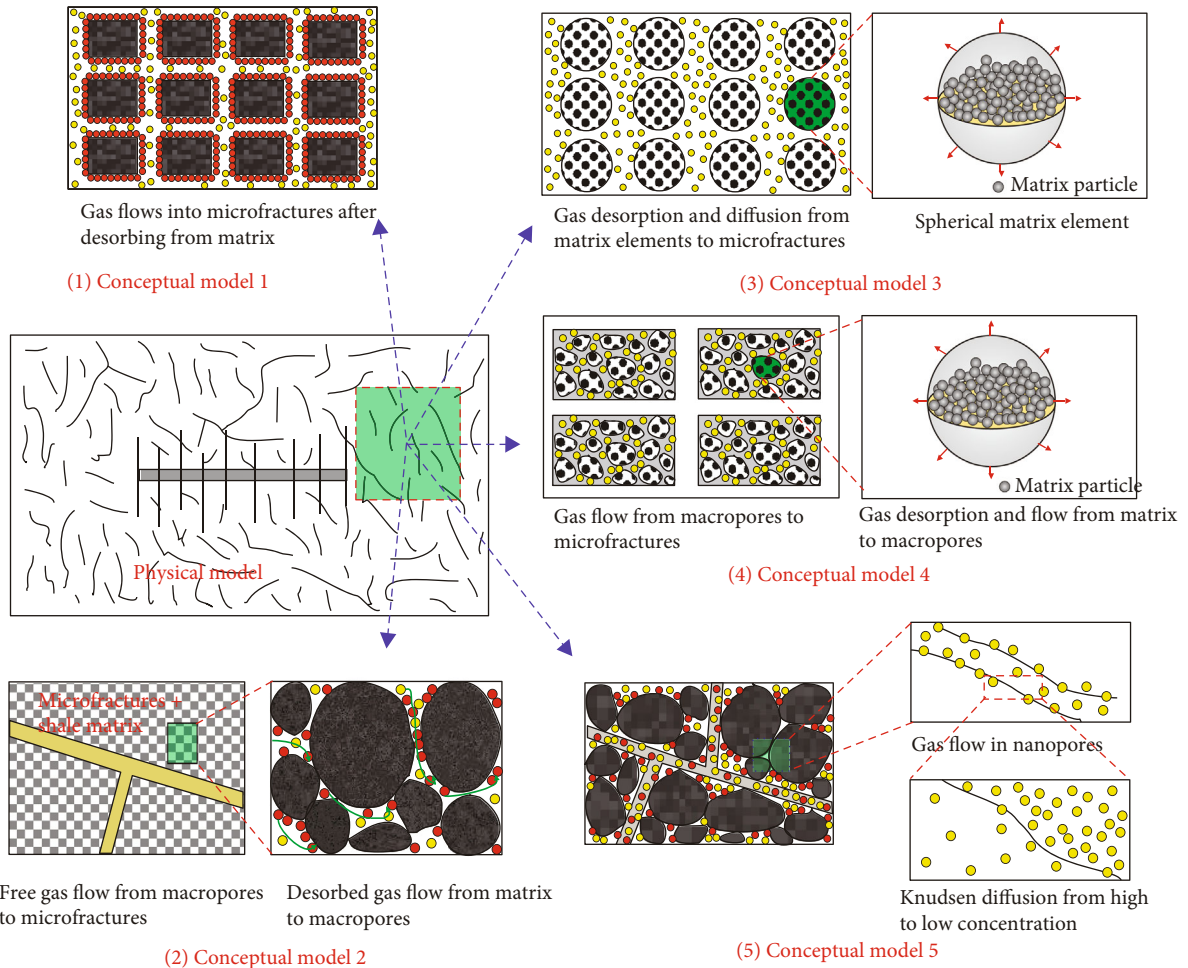 Gas flows into microfractures after
desorbing from matrix
(1) Conceptual model 1
Matrix particle
Gas desorption and diffusion from
matrix elements to microfractures
Spherical matrix element
(3) Conceptual model 3
Physical model
Matrix particle
Gas flow from macropores to
microfractures
Gas desorption and flow from matrix
to macropores
(4) Conceptual model 4
Microfractures +
shale matrix
Free gas flow from macropores
to microfractures
Desorbed gas flow from matrix
to macropores
(2) Conceptual model 2
Gas flow in nanopores
Knudsen diffusion from high
to low concentration
(5) Conceptual model 5